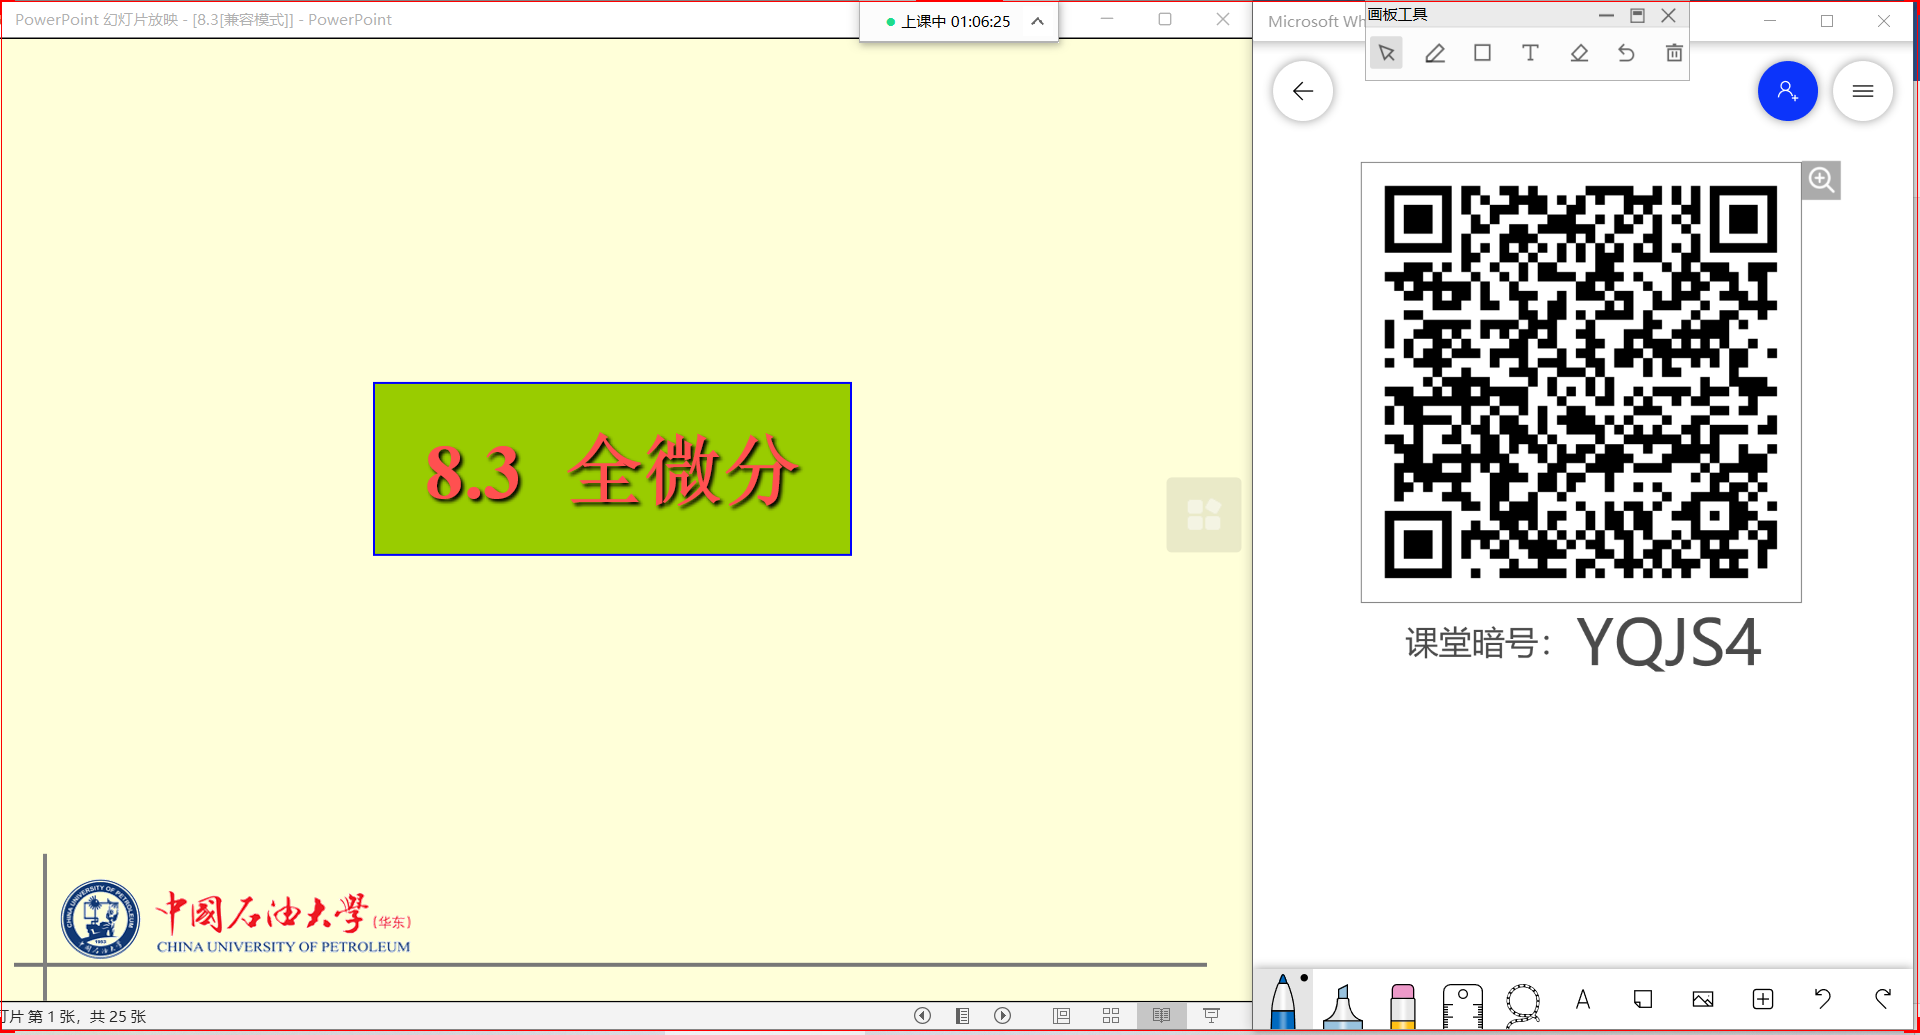 PowerPoint 幻灯片放映 - [8.3[兼容模式]] - PowerPoint
上课中 01:06:25
Microsoft Wh
画板工具
8.3 全微分
课堂暗号： YQJS4
中国石油大学(华东)
CHINA UNIVERSITY OF PETROLEUM
灯片 第 1 张，共 25 张